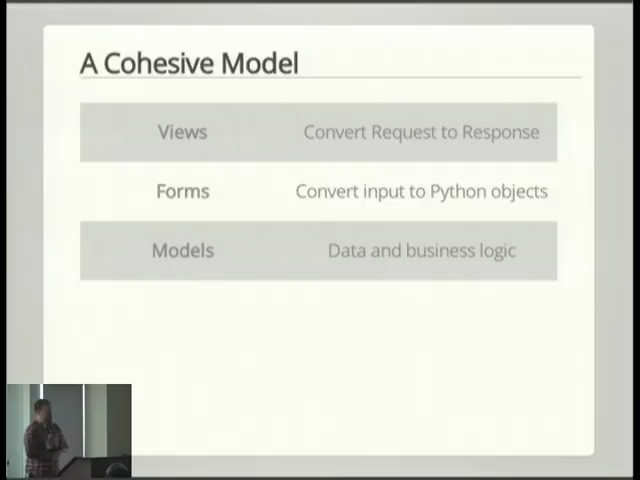 A Cohesive Model
Views Convert Request to Response
Forms Convert input to Python objects
Models Data and business logic